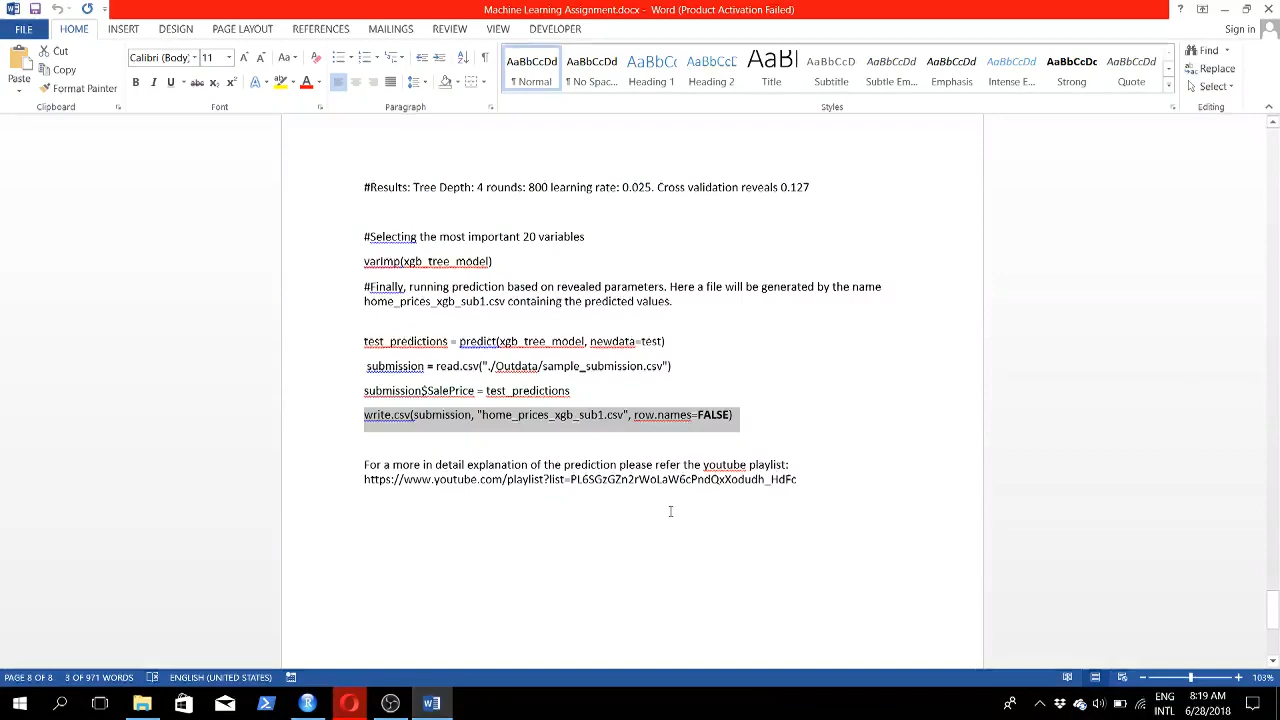 Machine Learning Assignment.docx - Word (Product Activation Failed)
FILE HOME INSERT DESIGN PAGE LAYOUT REFERENCES MAILINGS REVIEW VIEW DEVELOPER Sign in
Paste
Cut
Copy
Format Painter
Calibri (Body) 11
AaBbCcDd AaBbCcDd AaBbCc AaBbCcD AaBI AaBbCcD AaBbCcDd AaBbCcDd AaBbCcDd AaBbCcDc AaBbCcDd
¶ Normal ¶ No Spac... Heading 1 Heading 2 Title Subtitle Subtle Em... Emphasis Intense E... Strong Quote
Find
Replace
Select
Clipboard Font Paragraph Styles Editing
#Results: Tree Depth: 4 rounds: 800 learning rate: 0.025. Cross validation reveals 0.127
#Selecting the most important 20 variables
varImp(xgb_tree_model)
#Finally, running prediction based on revealed parameters. Here a file will be generated by the name
home_prices_xgb_sub1.csv containing the predicted values.
test_predictions = predict(xgb_tree_model, newdata=test)
submission = read.csv("./Outdata/sample_submission.csv")
submission$SalePrice = test_predictions
write.csv(submission, "home_prices_xgb_sub1.csv", row.names=FALSE)
For a more in detail explanation of the prediction please refer the youtube playlist:
https://www.youtube.com/playlist?list=PL6SGzGZn2rWoLaW6cPndQxXodudh_HdFc
PAGE 8 OF 8 3 OF 971 WORDS ENGLISH (UNITED STATES) 103%
ENG 8:19 AM
INTL 6/28/2018